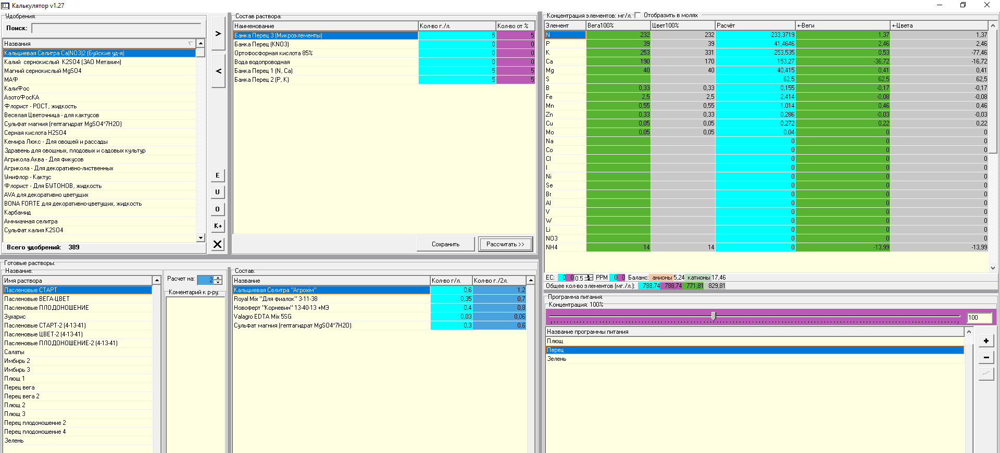 Калькулятор v1.27
Удобрения:
Поиск:
Названия
Кальциевая Селитра Ca(NO3)2 (Буйские уд-я)
Калий  сернокислый  K2SO4 (ЗАО Метахим)
Магний сернокислый MgSO4
МАФ
КалиФос
АзотоФосКА
Флорист - РОСТ, жидкость
Веселая Цветочница - для кактусов
Сульфат магния (гептагидрат MgSO4*7H2O)
Серная кислота H2SO4
Кемира Люкс - Для овощей и рассады
Здравень для овощных, плодовых и садовых культур
Агрикола Аква - Для фикусов
Агрикола - Для декоративно-лиственных
Унифлор - Кактус
Флорист - Для БУТОНОВ, жидкость
AVA для декоративно цветущих
BONA FORTE для декоративно-цветущих, жидкость
Карбамид
Аммиачная селитра
Сульфат калия K2SO4
Всего удобрений: 389
>
<
E
U
O
K+
X
Состав раствора:
Наименование Кол-во г./л. Кол-во от %
Банка Перец 3 (Микроэлементы) 5 5
Банка Перец (KNO3) 0 0
Ортофосфорная кислота 85% 0 0
Вода водопроводная 0 0
Банка Перец 1 (N, Ca) 5 5
Банка Перец 2 (P, K) 5 5
Сохранить Рассчитать >>
Концентрация элементов: мг/л. Отобразить в молях
Элемент Вега100% Цвет100% Расчёт +-Веги +-Цвета
N 232 232 233,3719 1,37 1,37
P 39 39 41,4646 2,46 2,46
K 253 331 253,535 0,53 -77,46
Ca 190 170 153,27 -36,72 -16,72
Mg 40 40 40,415 0,41 0,41
S 62,5 62,5 62,5
B 0,33 0,33 0,155 -0,17 -0,17
Fe 2,5 2,5 2,414 -0,08 -0,08
Mn 0,55 0,55 1,014 0,46 0,46
Zn 0,33 0,33 0,286 -0,03 -0,03
Cu 0,05 0,05 0,272 0,22 0,22
Mo 0,05 0,05 0,04 0 0
Na 0 0 0
Co 0 0 0
Cl 0 0 0
I 0 0 0
Ni 0 0 0
Se 0 0 0
Br 0 0 0
Al 0 0 0
V 0 0 0
W 0 0 0
Li 0 0 0
NO3 0 0 0
NH4 14 14 0 -13,99 -13,99
EC: 0 0 0.5 PPM 0 0 Баланс: анионы 5,24 катионы 17,46
Общее кол-во элементов (мг./л.): 788,74 788,74 771,81 829,81
Готовые растворы:
Название:
Имя раствора
Пасленовые СТАРТ
Пасленовые ВЕГА-ЦВЕТ
Пасленовые ПЛОДОНОШЕНИЕ
Эухарис
Пасленовые СТАРТ-2 (4-13-41)
Пасленовые ЦВЕТ-2 (4-13-41)
Пасленовые ПЛОДОНОШЕНИЕ-2 (4-13-41)
Салаты
Имбирь 2
Имбирь 3
Плющ 1
Перец вега
Перец вега 2
Плющ 2
Плющ 3
Перец плодоношение 2
Перец плодоношение 4
Зелень
Расчет на: 2
Коментарий к р-ру:
Состав:
Название Кол-во г/л. Кол-во г./2л.
Кальциевая Селитра "Агрохім" 0,6 1,2
Royal Mix "Для фиалок" 3-11-38 0,35 0,7
Новоферт "Корневин" 13-40-13 +МЭ 0,4 0,8
Valagro EDTA Mix 5SG 0,03 0,06
Сульфат магния (гептагидрат MgSO4*7H2O) 0,3 0,6
Программа питания:
Концентрация: 100%
100
Название программы питания
Плющ
Перец
Зелень
+
-